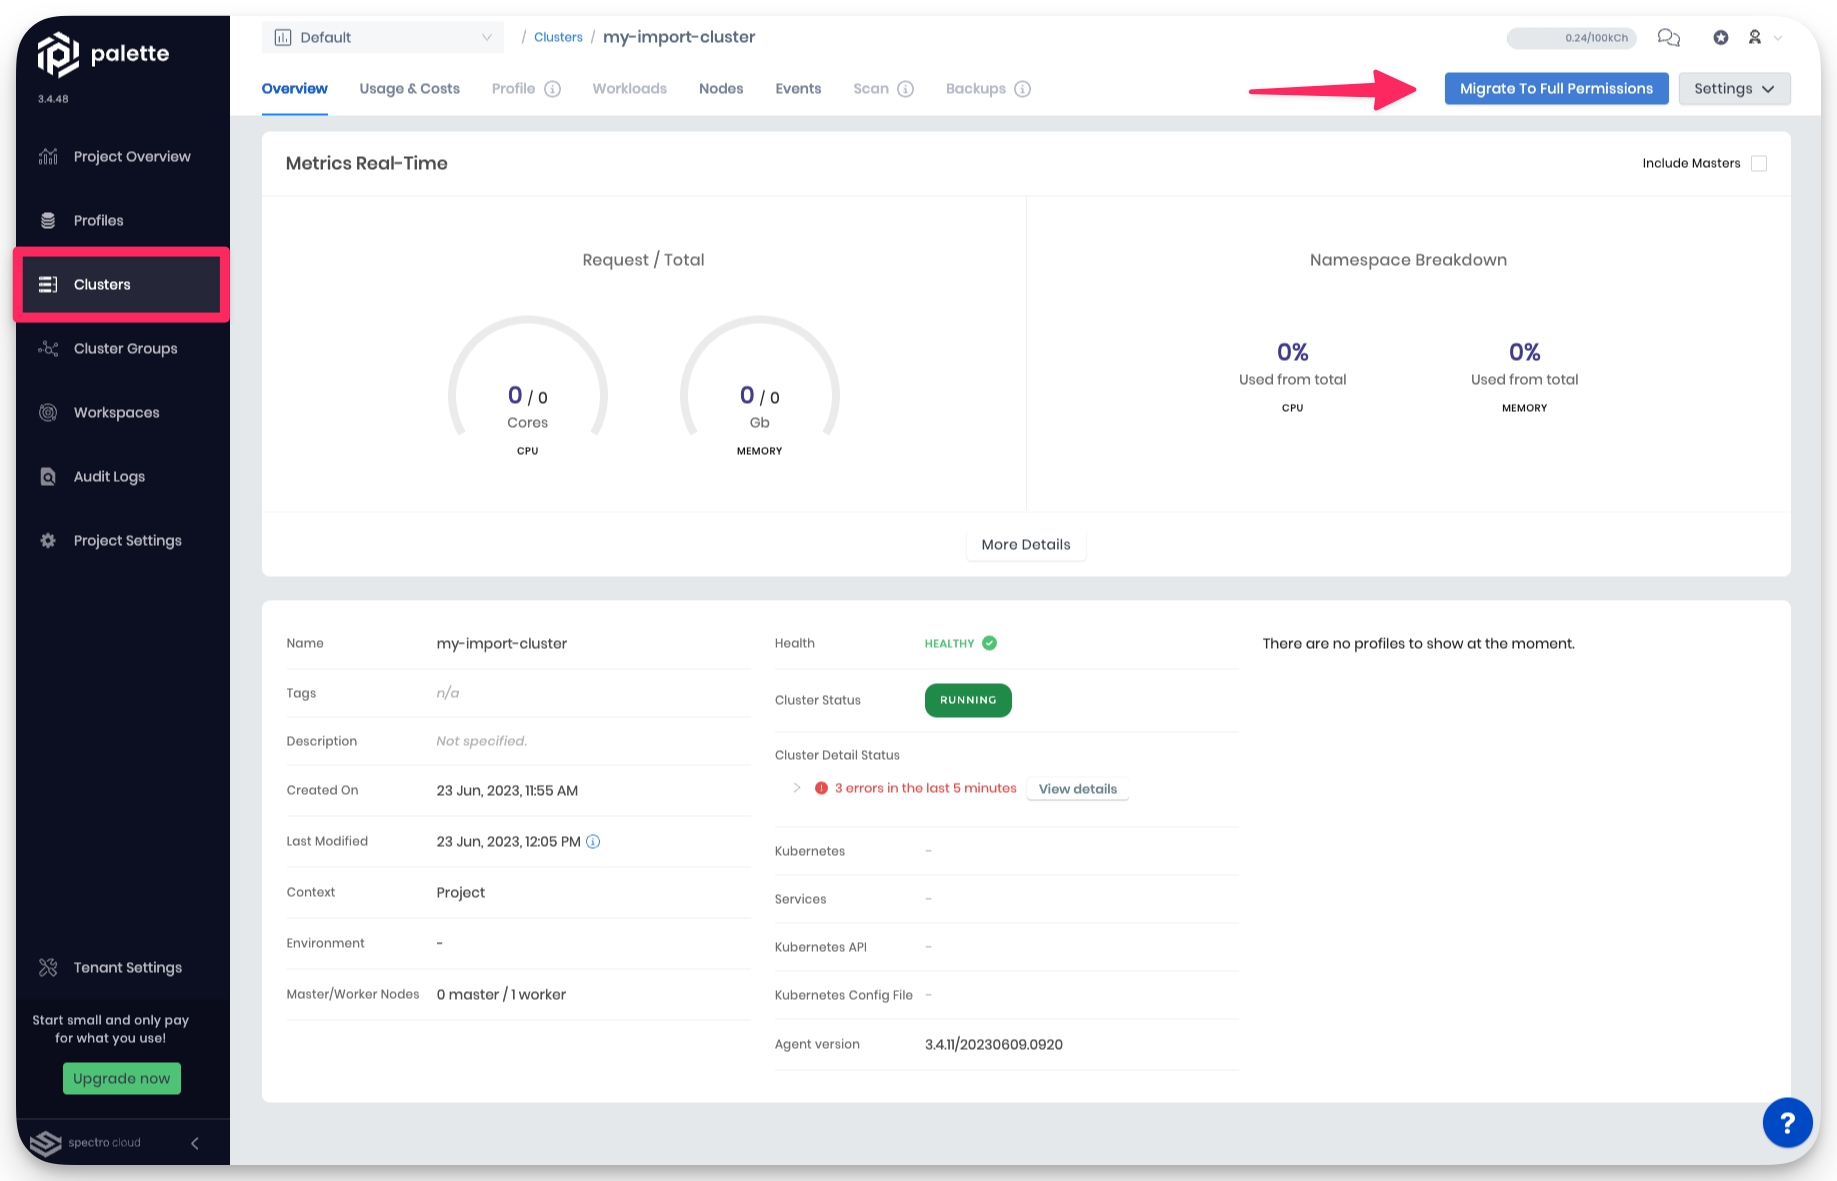 palette
3.4.48
Project Overview
Profiles
Clusters
Cluster Groups
Workspaces
Audit Logs
Project Settings
Tenant Settings
Start small and only pay
for what you use!
Upgrade now
spectro cloud
Default / Clusters / my-import-cluster
0.24/100kCh
Overview Usage & Costs Profile Workloads Nodes Events Scan Backups
Migrate To Full Permissions Settings
Metrics Real-Time
Include Masters
Request / Total
0 / 0
Cores
CPU
0 / 0
Gb
MEMORY
Namespace Breakdown
0%
Used from total
CPU
0%
Used from total
MEMORY
More Details
Name my-import-cluster
Tags n/a
Description Not specified.
Created On 23 Jun, 2023, 11:55 AM
Last Modified 23 Jun, 2023, 12:05 PM
Context Project
Environment -
Master/Worker Nodes 0 master / 1 worker
Health HEALTHY
Cluster Status RUNNING
Cluster Detail Status
3 errors in the last 5 minutes View details
Kubernetes -
Services -
Kubernetes API -
Kubernetes Config File -
Agent version 3.4.11/20230609.0920
There are no profiles to show at the moment.
?